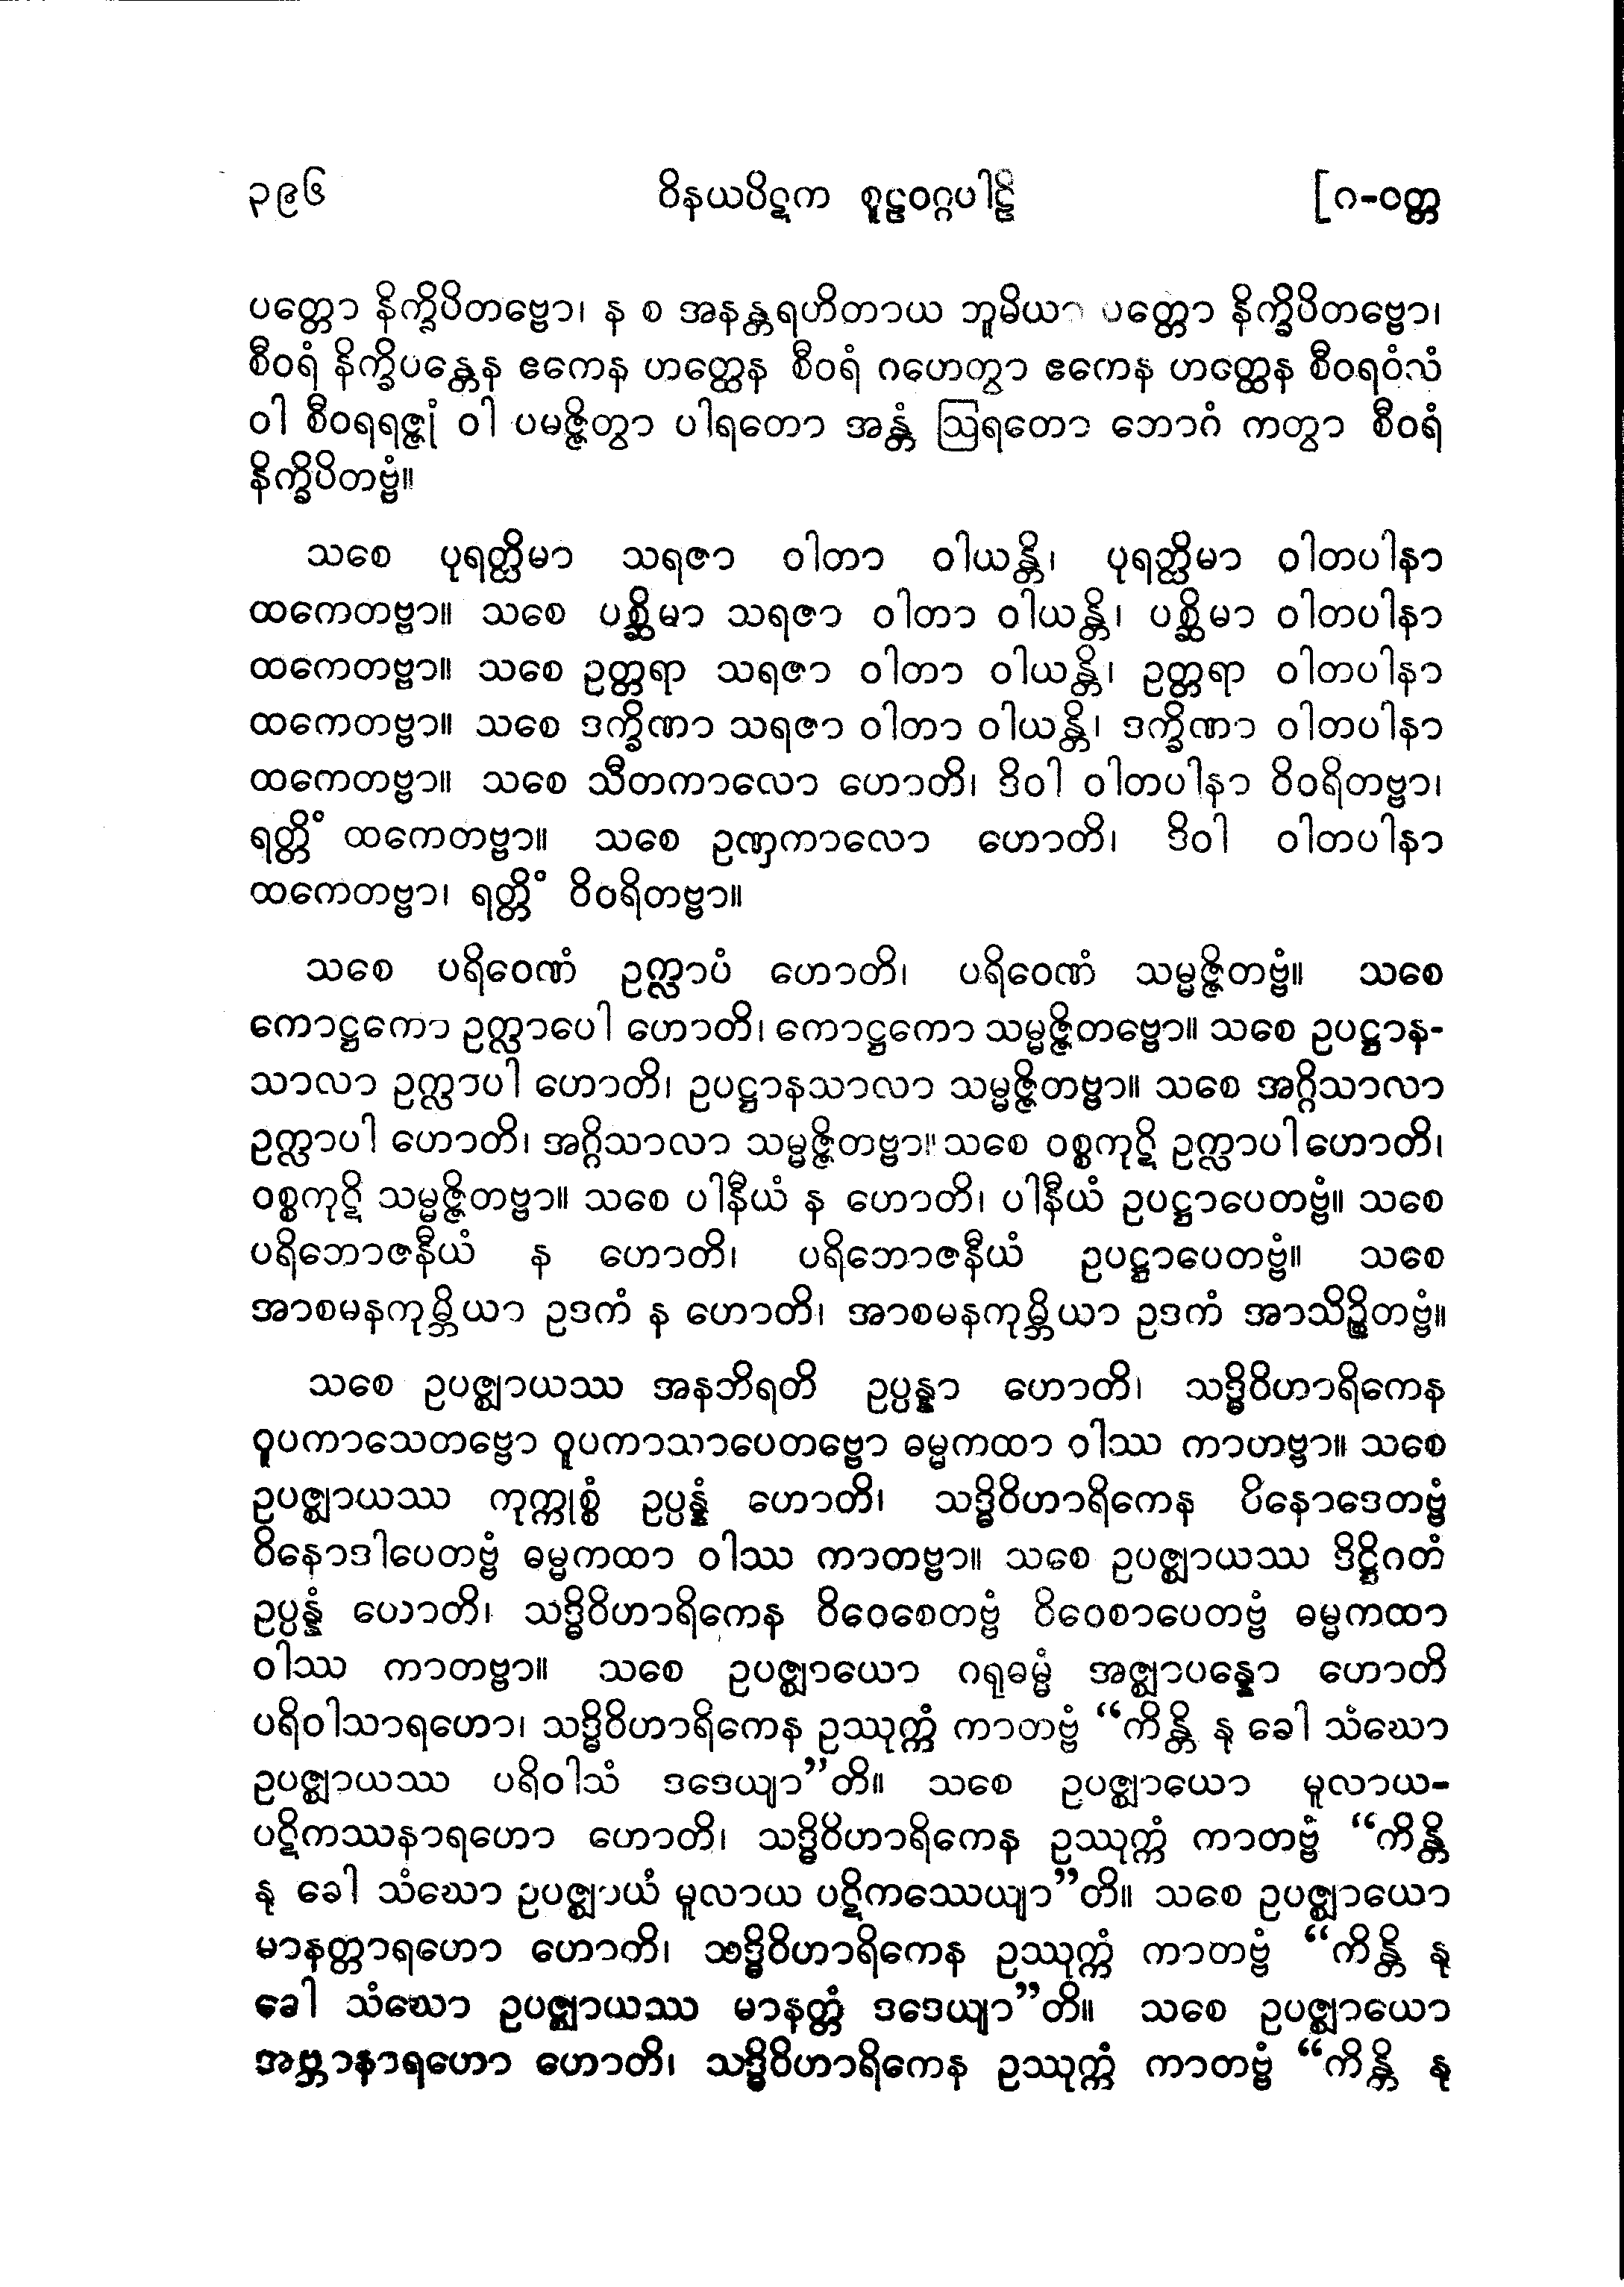 ၃၉၆ ဝိနယပိဋက စူဠဝဂ္ဂပါဠိ [ဂ-ဝတ္တ
ပတ္တော နိက္ခိပိတဗ္ဗော၊ န စ အနန္တရဟိတာယ ဘူမိယာ ပတ္တော နိက္ခိပိတဗ္ဗော၊
စီဝရံ နိက္ခိပန္တေန ဧကေန ဟတ္ထေန စီဝရံ ဂဟေတွာ ဧကေန ဟတ္ထေန စီဝရဝံသံ
ဝါ စီဝရရဇ္ဇုံ ဝါ ပမဇ္ဇိတွာ ပါရတော အန္တံ ဩရတော ဘောဂံ ကတွာ စီဝရံ
နိက္ခိပိတဗ္ဗံ။
သစေ ပုရတ္ထိမာ သရဇာ ဝါတာ ဝါယန္တိ၊ ပုရတ္ထိမာ ဝါတပါနာ
ထကေတဗ္ဗာ။ သစေ ပစ္ဆိမာ သရဇာ ဝါတာ ဝါယန္တိ၊ ပစ္ဆိမာ ဝါတပါနာ
ထကေတဗ္ဗာ။ သစေ ဥတ္တရာ သရဇာ ဝါတာ ဝါယန္တိ၊ ဥတ္တရာ ဝါတပါနာ
ထကေတဗ္ဗာ။ သစေ ဒက္ခိဏာ သရဇာ ဝါတာ ဝါယန္တိ၊ ဒက္ခိဏာ ဝါတပါနာ
ထကေတဗ္ဗာ။ သစေ သီတကာလော ဟောတိ၊ ဒိဝါ ဝါတပါနာ ဝိဝရိတဗ္ဗာ၊
ရတ္တိံ ထကေတဗ္ဗာ။ သစေ ဥဏှကာလော ဟောတိ၊ ဒိဝါ ဝါတပါနာ
ထကေတဗ္ဗာ၊ ရတ္တိံ ဝိဝရိတဗ္ဗာ။
သစေ ပရိဝေဏံ ဥက္လာပံ ဟောတိ၊ ပရိဝေဏံ သမ္မဇ္ဇိတဗ္ဗံ။ သစေ
ကောဋ္ဌကော ဥက္လာပေါ ဟောတိ၊ ကောဋ္ဌကော သမ္မဇ္ဇိတဗ္ဗော။ သစေ ဥပဋ္ဌာန-
သာလာ ဥက္လာပါ ဟောတိ၊ ဥပဋ္ဌာနသာလာ သမ္မဇ္ဇိတဗ္ဗာ။ သစေ အဂ္ဂိသာလာ
ဥက္လာပါ ဟောတိ၊ အဂ္ဂိသာလာ သမ္မဇ္ဇိတဗ္ဗာ။ သစေ ဝစ္စကုဋိ ဥက္လာပါ ဟောတိ၊
ဝစ္စကုဋိ သမ္မဇ္ဇိတဗ္ဗာ။ သစေ ပါနီယံ န ဟောတိ၊ ပါနီယံ ဥပဋ္ဌာပေတဗ္ဗံ။ သစေ
ပရိဘောဇနီယံ န ဟောတိ၊ ပရိဘောဇနီယံ ဥပဋ္ဌာပေတဗ္ဗံ။ သစေ
အာစမနကုမ္ဘိယာ ဥဒကံ န ဟောတိ၊ အာစမနကုမ္ဘိယာ ဥဒကံ အာသိဉ္စိတဗ္ဗံ။
သစေ ဥပဇ္ဈာယဿ အနဘိရတိ ဥပ္ပန္နာ ဟောတိ၊ သဒ္ဓိဝိဟာရိကေန
ဝူပကာသေတဗ္ဗော ဝူပကာသာပေတဗ္ဗော ဓမ္မကထာ ဝါဿ ကာတဗ္ဗာ။ သစေ
ဥပဇ္ဈာယဿ ကုက္ကုစ္စံ ဥပ္ပန္နံ ဟောတိ၊ သဒ္ဓိဝိဟာရိကေန ဝိနောဒေတဗ္ဗံ
ဝိနောဒါပေတဗ္ဗံ ဓမ္မကထာ ဝါဿ ကာတဗ္ဗာ။ သစေ ဥပဇ္ဈာယဿ ဒိဋ္ဌိဂတံ
ဥပ္ပန္နံ ဟောတိ၊ သဒ္ဓိဝိဟာရိကေန ဝိဝေစေတဗ္ဗံ ဝိဝေစာပေတဗ္ဗံ ဓမ္မကထာ
ဝါဿ ကာတဗ္ဗာ။ သစေ ဥပဇ္ဈာယော ဂရုဓမ္မံ အဇ္ဈာပန္နော ဟောတိ
ပရိဝါသာရဟော၊ သဒ္ဓိဝိဟာရိကေန ဥဿုက္ကံ ကာတဗ္ဗံ “ကိန္တိ နု ခေါ သံဃော
ဥပဇ္ဈာယဿ ပရိဝါသံ ဒဒေယျာ”တိ။ သစေ ဥပဇ္ဈာယော မူလာယ-
ပဋိကဿနာရဟော ဟောတိ၊ သဒ္ဓိဝိဟာရိကေန ဥဿုက္ကံ ကာတဗ္ဗံ “ကိန္တိ
နု ခေါ သံဃော ဥပဇ္ဈာယံ မူလာယ ပဋိကဿေယျာ”တိ။ သစေ ဥပဇ္ဈာယော
မာနတ္တာရဟော ဟောတိ၊ သဒ္ဓိဝိဟာရိကေန ဥဿုက္ကံ ကာတဗ္ဗံ “ကိန္တိ နု
ခေါ သံဃော ဥပဇ္ဈာယဿ မာနတ္တံ ဒဒေယျာ”တိ။ သစေ ဥပဇ္ဈာယော
အဗ္ဘာနာရဟော ဟောတိ၊ သဒ္ဓိဝိဟာရိကေန ဥဿုက္ကံ ကာတဗ္ဗံ “ကိန္တိ နု